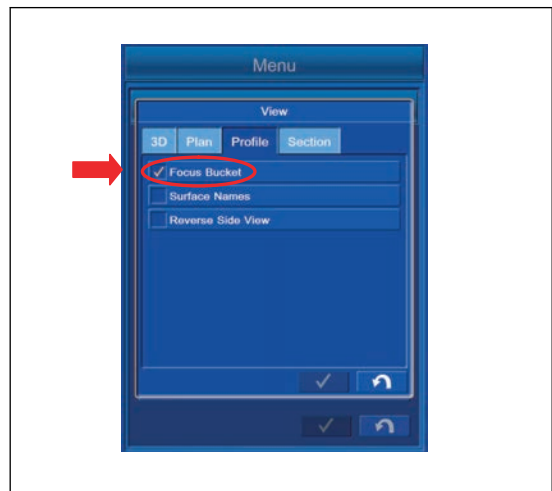 Menu
View
3D Plan Profile Section
Focus Bucket
Surface Names
Reverse Side View